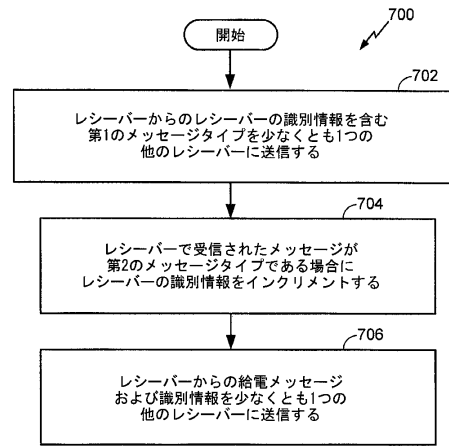 開始
700
702
レシーバーからのレシーバーの識別情報を含む
第1のメッセージタイプを少なくとも1つの
他のレシーバーに送信する
704
レシーバーで受信されたメッセージが
第2のメッセージタイプである場合に
レシーバーの識別情報をインクリメントする
706
レシーバーからの給電メッセージ
および識別情報を少なくとも1つの
他のレシーバーに送信する